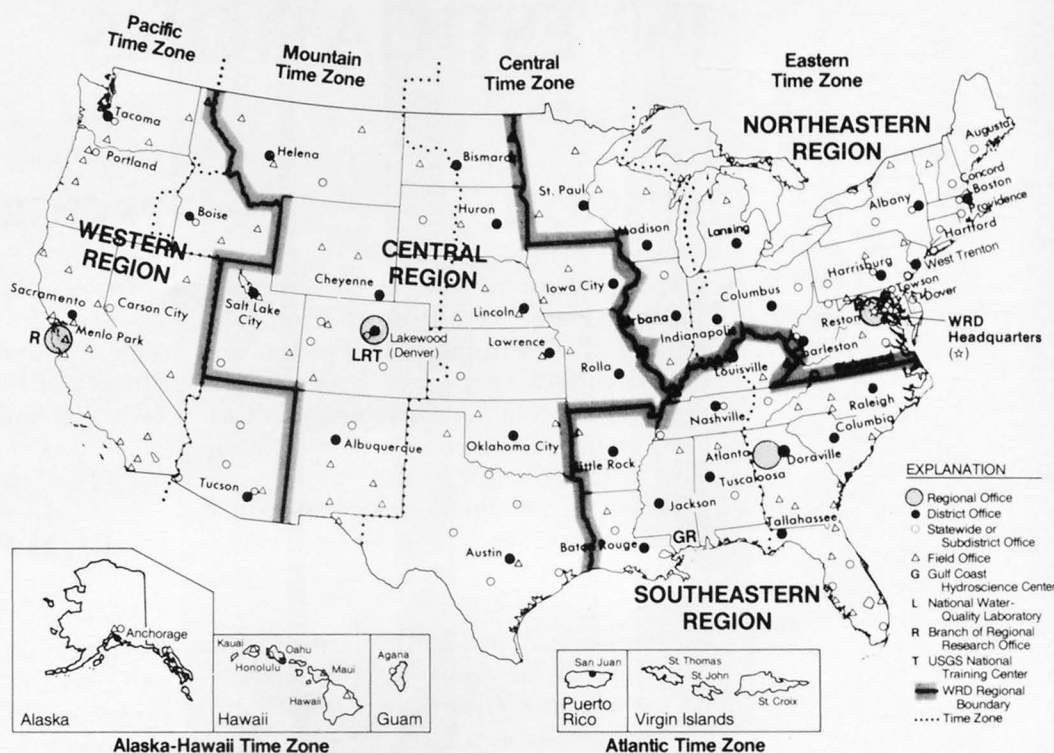 Pacific
Time Zone
Mountain
Time Zone
Central
Time Zone
Eastern
Time Zone
NORTHEASTERN
REGION
WESTERN
REGION
CENTRAL
REGION
SOUTHEASTERN
REGION
Tacoma
Portland
Helena
Boise
Bismarck
St. Paul
Huron
Madison
Lansing
Augusta
Concord
Boston
Providence
Albany
Hartford
Harrisburg
West Trenton
Towson
Dover
Reston
WRD
Headquarters
(☆)
Sacramento
Carson City
R
Menlo Park
Salt Lake
City
Cheyenne
Lakewood
(Denver)
LRT
Iowa City
Lincoln
Lawrence
Rolla
Urbana
Indianapolis
Columbus
Charleston
Louisville
Nashville
Raleigh
Columbia
Atlanta
Doraville
Tuscaloosa
Jackson
Tallahassee
Little Rock
Oklahoma City
Albuquerque
Tucson
Austin
Baton Rouge
GR
EXPLANATION
Regional Office
District Office
Statewide or
Subdistrict Office
Field Office
G Gulf Coast
Hydroscience Center
L National Water-
Quality Laboratory
R Branch of Regional
Research Office
T USGS National
Training Center
WRD Regional
Boundary
Time Zone
Anchorage
Alaska
Kauai
Oahu
Honolulu
Maui
Hawaii
Hawaii
Agana
Guam
Alaska-Hawaii Time Zone
San Juan
Puerto
Rico
St. Thomas
St. John
St. Croix
Virgin Islands
Atlantic Time Zone